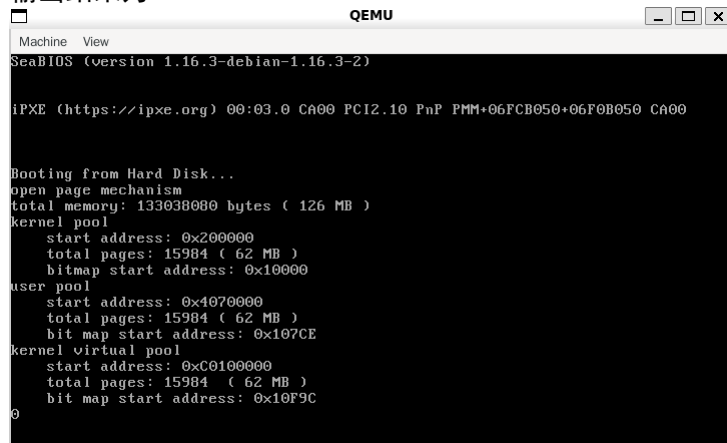 QEMU
Machine View
SeaBIOS (version 1.16.3-debian-1.16.3-2)
iPXE (https://ipxe.org) 00:03.0 CA00 PCI2.10 PnP PMM+06FCB050+06F0B050 CA00
Booting from Hard Disk...
open page mechanism
total memory: 133038080 bytes ( 126 MB )
kernel pool
    start address: 0x200000
    total pages: 15984 ( 62 MB )
    bitmap start address: 0x10000
user pool
    start address: 0x4070000
    total pages: 15984 ( 62 MB )
    bit map start address: 0x107CE
kernel virtual pool
    start address: 0xC0100000
    total pages: 15984  ( 62 MB )
    bit map start address: 0x10F9C
0